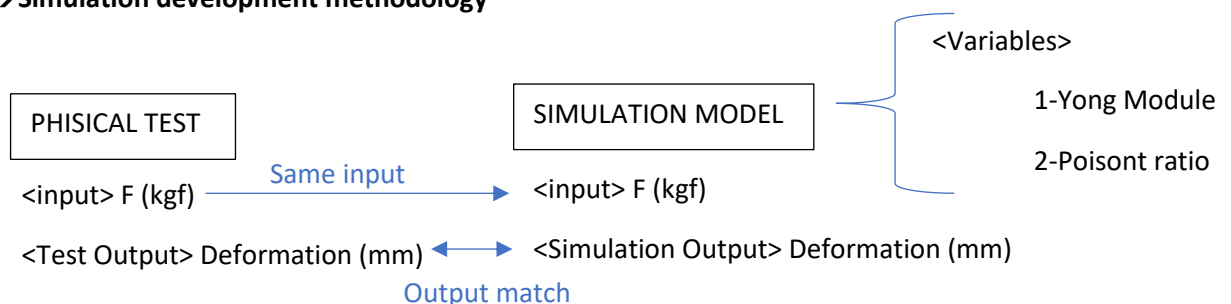 Simulation development methodology
<Variables>
1-Yong Module
2-Poisont ratio
PHISICAL TEST
SIMULATION MODEL
<input> F (kgf)
Same input
<input> F (kgf)
<Test Output> Deformation (mm)
<Simulation Output> Deformation (mm)
Output match